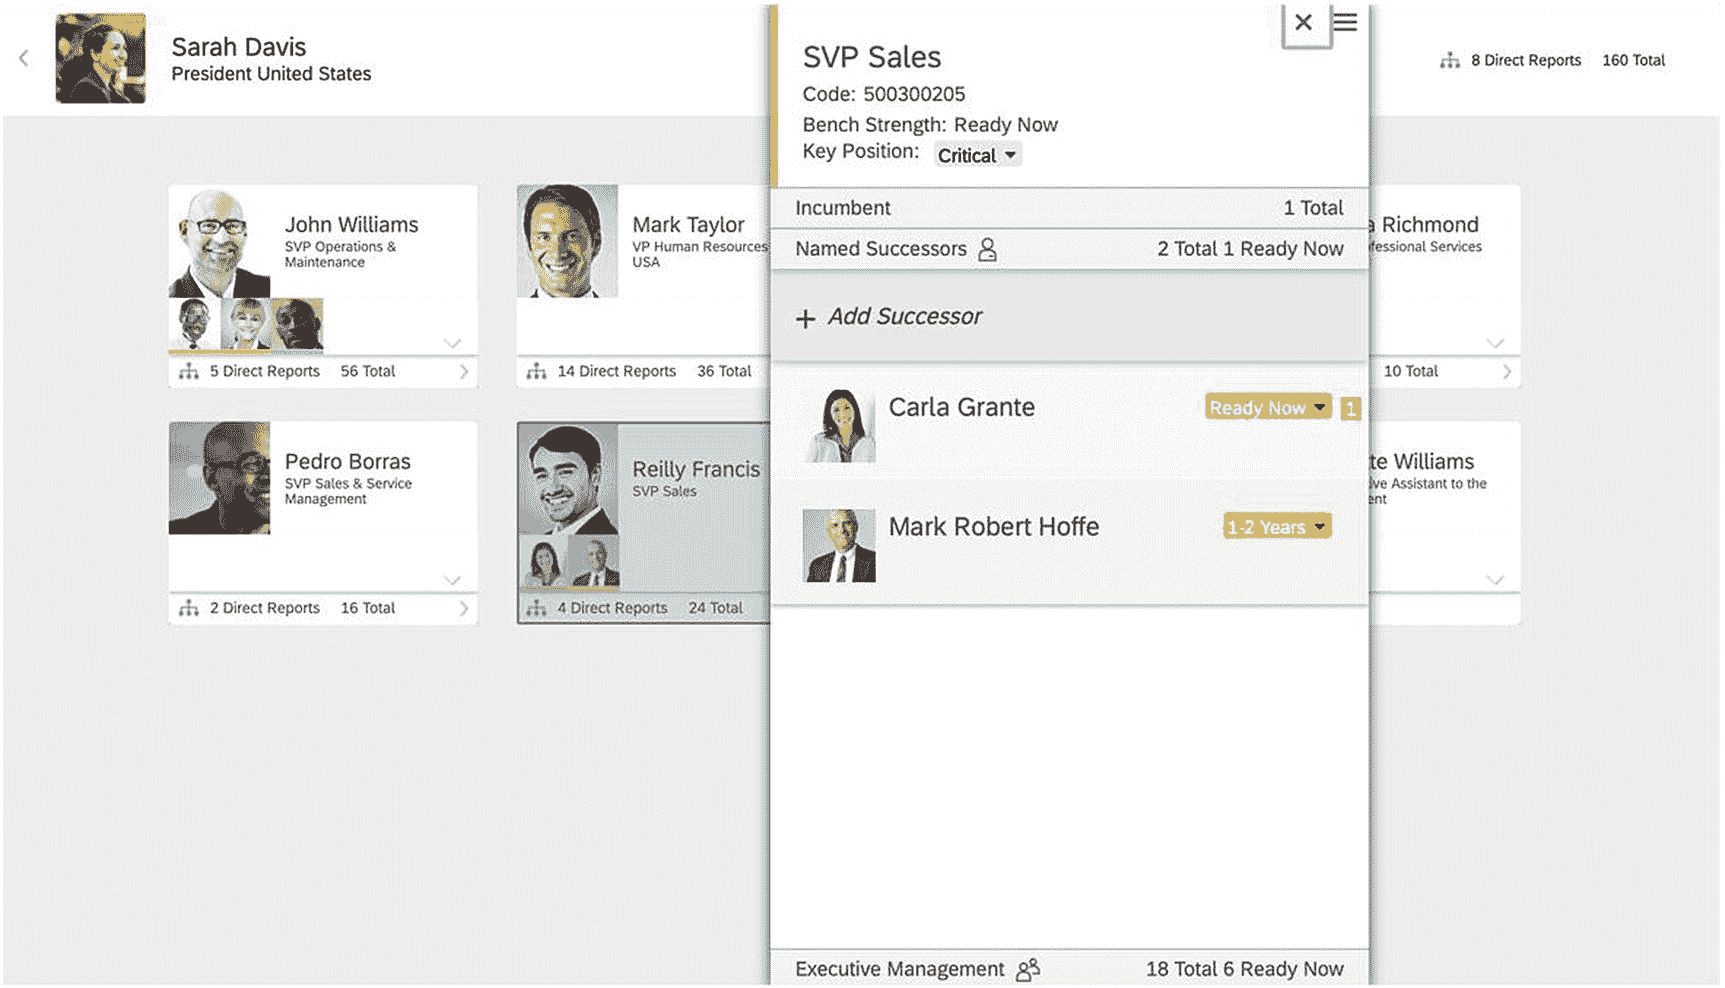 Sarah Davis
President United States
8 Direct Reports 160 Total
SVP Sales
Code: 500300205
Bench Strength: Ready Now
Key Position: Critical
Incumbent 1 Total
Named Successors 2 Total 1 Ready Now
+ Add Successor
Carla Grante Ready Now 1
Mark Robert Hoffe 1-2 Years
Executive Management 18 Total 6 Ready Now
John Williams
SVP Operations &
Maintenance
5 Direct Reports 56 Total
Mark Taylor
VP Human Resources
USA
14 Direct Reports 36 Total
Richmond
Services
10 Total
Pedro Borras
SVP Sales & Service
Management
2 Direct Reports 16 Total
Reilly Francis
SVP Sales
4 Direct Reports 24 Total
Williams
Assistant to the